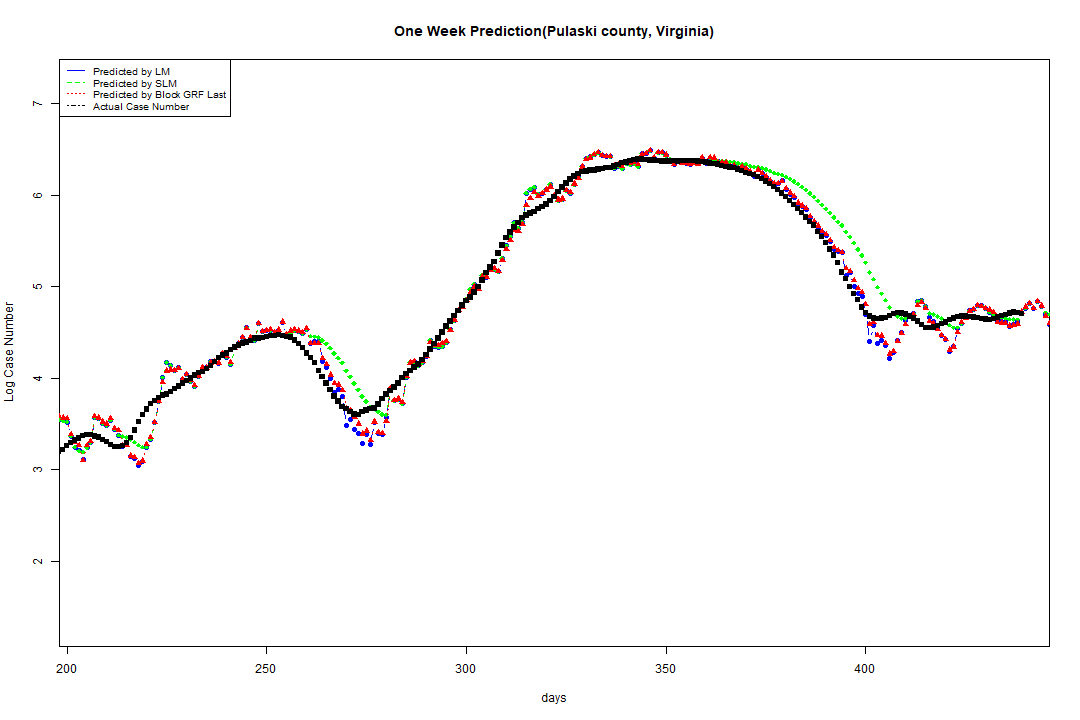 One Week Prediction(Pulaski county, Virginia)
Predicted by LM
Predicted by SLM
Predicted by Block GRF Last
Actual Case Number
7
6
5
4
3
2
Log Case Number
200 250 300 350 400
days